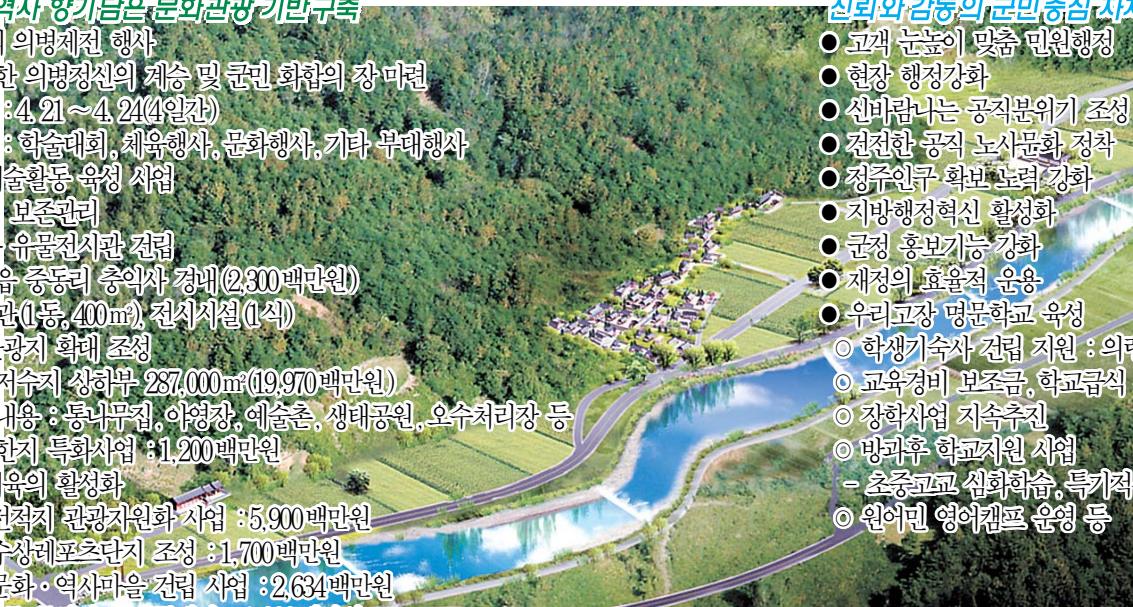 역사 향기담은 문화관광 기반구축
의병제전 행사
한 의병정신의 계승 및 군민 화합의 장 마련
: 4. 21～4. 24(4일간)
: 학술대회, 체육행사, 문화행사, 기타 부대행사
예술활동 육성 사업
보존관리
유물전시관 건립
읍 중동리 충익사 경내(2,300백만원)
관(1동, 400㎡), 전시시설(1식)
관광지 확대 조성
저수지 상하부 287,000㎡(19,970백만원)
내용 : 통나무집, 야영장, 예술촌, 생태공원, 오수처리장 등
한지 특화사업 : 1,200백만원
체육의 활성화
전적지 관광자원화 사업 : 5,900백만원
수상레포츠단지 조성 : 1,700백만원
문화·역사마을 건립 사업 : 2,634백만원
신뢰와 감동의 군민중심 자치
● 고객 눈높이 맞춤 민원행정
● 현장 행정강화
● 신바람나는 공직분위기 조성
● 건전한 공직 노사문화 정착
● 정주인구 확보 노력 강화
● 지방행정혁신 활성화
● 군정 홍보기능 강화
● 재정의 효율적 운용
● 우리고장 명문학교 육성
○ 학생기숙사 건립 지원 : 의령
○ 교육경비 보조금, 학교급식
○ 장학사업 지속추진
○ 방과후 학교지원 사업
- 초중고교 심화학습, 특기적
○ 원어민 영어캠프 운영 등